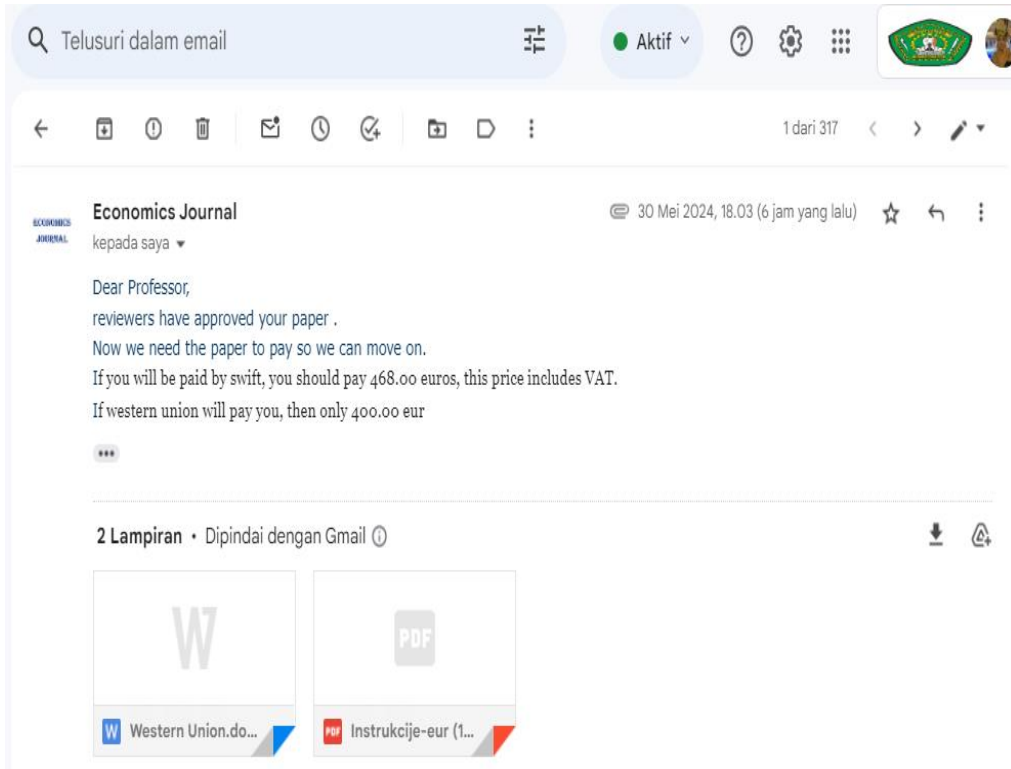 Telusuri dalam email
Aktif
1 dari 317
ECONOMICS
JOURNAL
Economics Journal
30 Mei 2024, 18.03 (6 jam yang lalu)
kepada saya
Dear Professor,
reviewers have approved your paper .
Now we need the paper to pay so we can move on.
If you will be paid by swift, you should pay 468.00 euros, this price includes VAT.
If western union will pay you, then only 400.00 eur
2 Lampiran • Dipindai dengan Gmail
W
PDF
W Western Union.do...
PDF Instrukcije-eur (1...